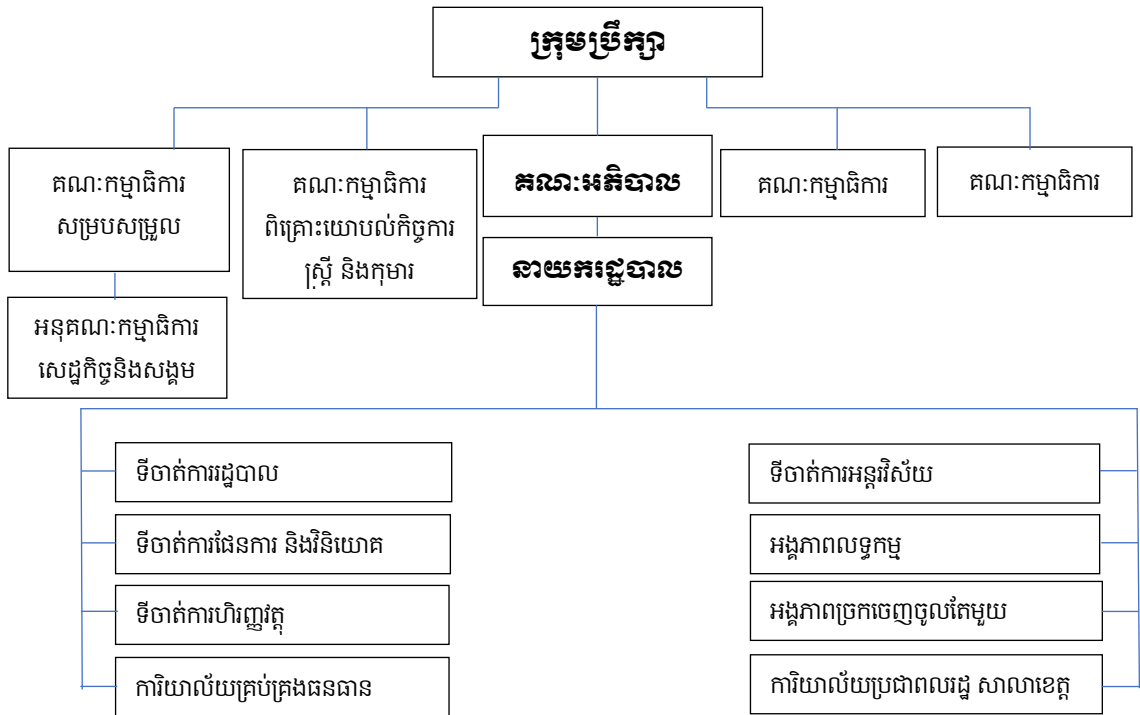 ក្រុមប្រឹក្សា
គណៈកម្មាធិការ
សម្របសម្រួល
គណៈកម្មាធិការ
ពិគ្រោះយោបល់កិច្ចការ
ស្ត្រី និងកុមារ
គណៈអភិបាល
គណៈកម្មាធិការ
គណៈកម្មាធិការ
នាយករដ្ឋបាល
អនុគណៈកម្មាធិការ
សេដ្ឋកិច្ចនិងសង្គម
ទីចាត់ការរដ្ឋបាល
ទីចាត់ការផែនការ និងវិនិយោគ
ទីចាត់ការហិរញ្ញវត្ថុ
ការិយាល័យគ្រប់គ្រងធនធាន
ទីចាត់ការអន្តរវិស័យ
អង្គភាពលទ្ធកម្ម
អង្គភាពច្រកចេញចូលតែមួយ
ការិយាល័យប្រជាពលរដ្ឋ សាលាខេត្ត